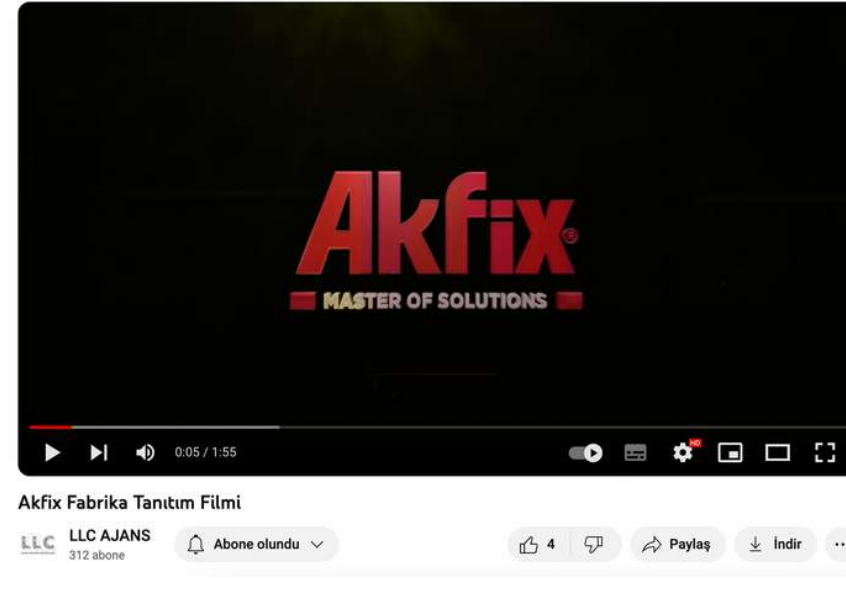 Akfix®
MASTER OF SOLUTIONS
HD
0:05 / 1:55
Akfix Fabrika Tanıtım Filmi
LLC
LLC AJANS
312 abone
Abone olundu
4
Paylaş
İndir